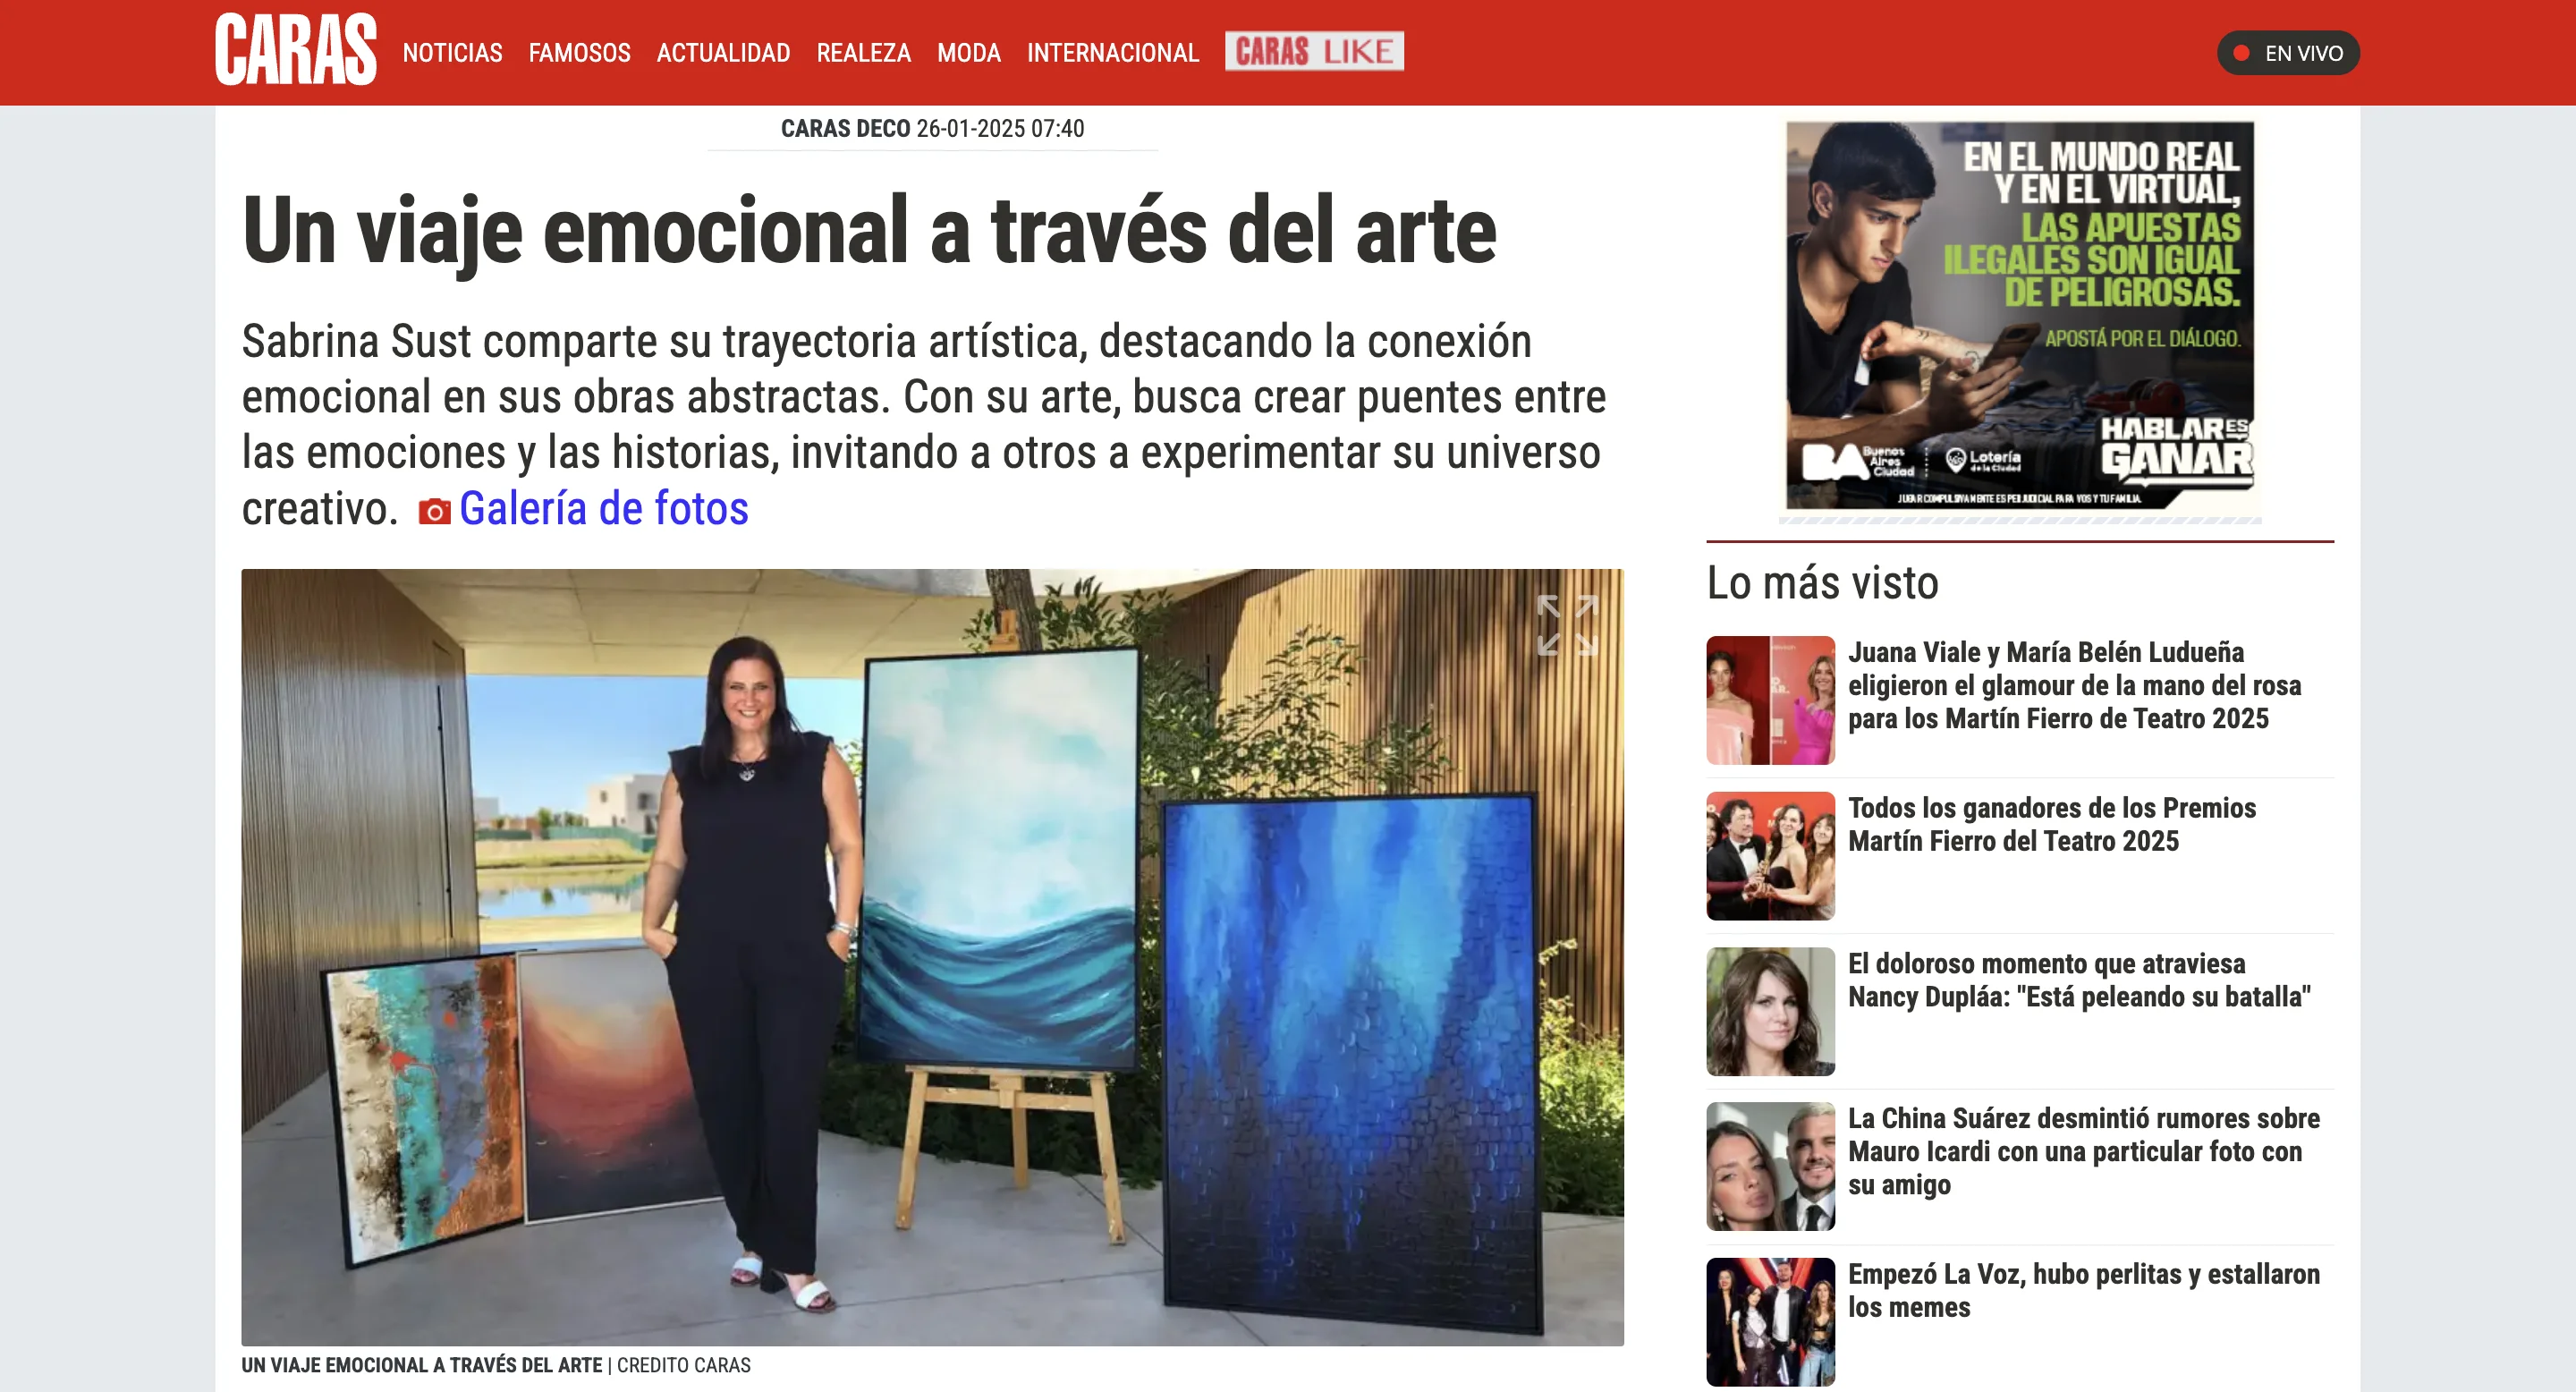 CARAS
NOTICIAS FAMOSOS ACTUALIDAD REALEZA MODA INTERNACIONAL CARAS LIKE
EN VIVO
CARAS DECO 26-01-2025 07:40
Un viaje emocional a través del arte
Sabrina Sust comparte su trayectoria artística, destacando la conexión
emocional en sus obras abstractas. Con su arte, busca crear puentes entre
las emociones y las historias, invitando a otros a experimentar su universo
creativo. Galería de fotos
UN VIAJE EMOCIONAL A TRAVÉS DEL ARTE | CREDITO CARAS
EN EL MUNDO REAL
Y EN EL VIRTUAL,
LAS APUESTAS
ILEGALES SON IGUAL
DE PELIGROSAS.
APOSTÁ POR EL DIÁLOGO.
HABLAR ES
GANAR
BA Buenos
Aires
Ciudad
Lotería
de la Ciudad
JUGAR COMPULSIVAMENTE ES PERJUDICIAL PARA VOS Y TU FAMILIA.
Lo más visto
Juana Viale y María Belén Ludueña
eligieron el glamour de la mano del rosa
para los Martín Fierro de Teatro 2025
Todos los ganadores de los Premios
Martín Fierro del Teatro 2025
El doloroso momento que atraviesa
Nancy Dupláa: "Está peleando su batalla"
La China Suárez desmintió rumores sobre
Mauro Icardi con una particular foto con
su amigo
Empezó La Voz, hubo perlitas y estallaron
los memes